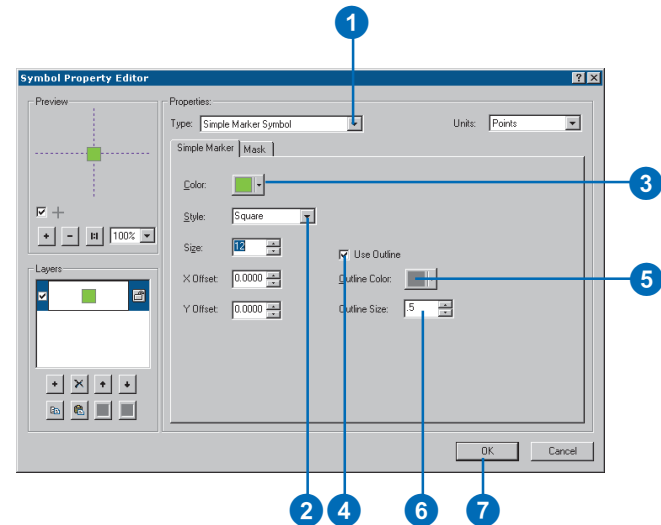 1
Symbol Property Editor
Preview
Properties:
Type: Simple Marker Symbol
Units: Points
Simple Marker
Mask
Color:
3
Style: Square
100%
Size: 12
Use Outline
Layers
X Offset: 0.0000
Outline Color:
5
Y Offset: 0.0000
Outline Size: .5
OK
Cancel
2
4
6
7